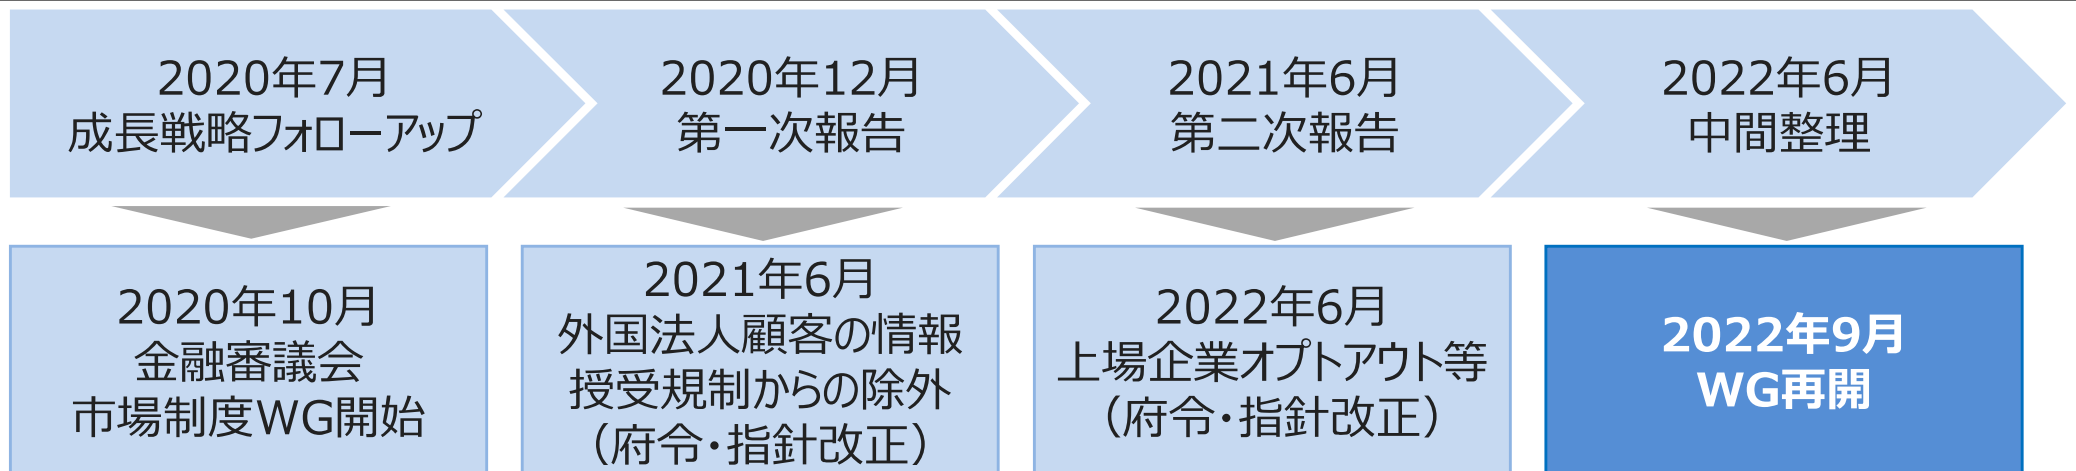 2020年7月
成長戦略フォローアップ
2020年12月
第一次報告
2021年6月
第二次報告
2022年6月
中間整理
2020年10月
金融審議会
市場制度WG開始
2021年6月
外国法人顧客の情報
授受規制からの除外
（府令・指針改正）
2022年6月
上場企業オプトアウト等
（府令・指針改正）
2022年9月
WG再開